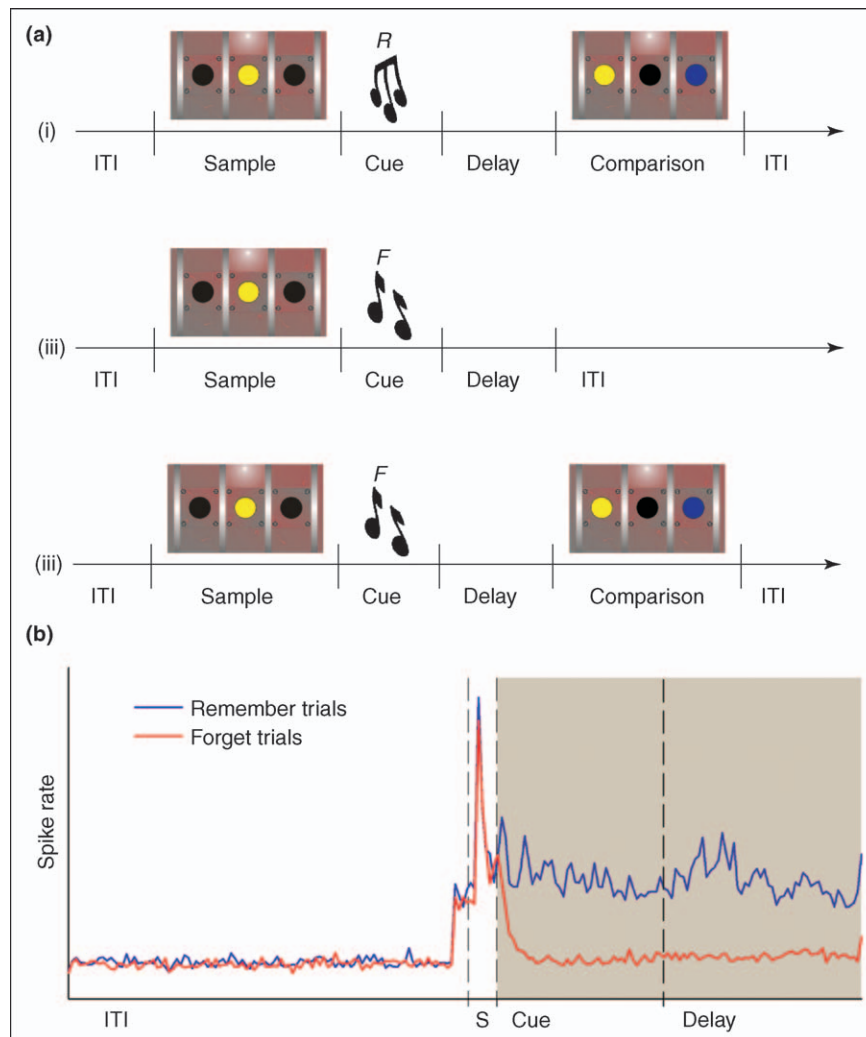 (a)
R
(i)
ITI Sample Cue Delay Comparison ITI
F
(iii)
ITI Sample Cue Delay ITI
F
(iii)
ITI Sample Cue Delay Comparison ITI
(b)
Remember trials
Forget trials
Spike rate
ITI S Cue Delay